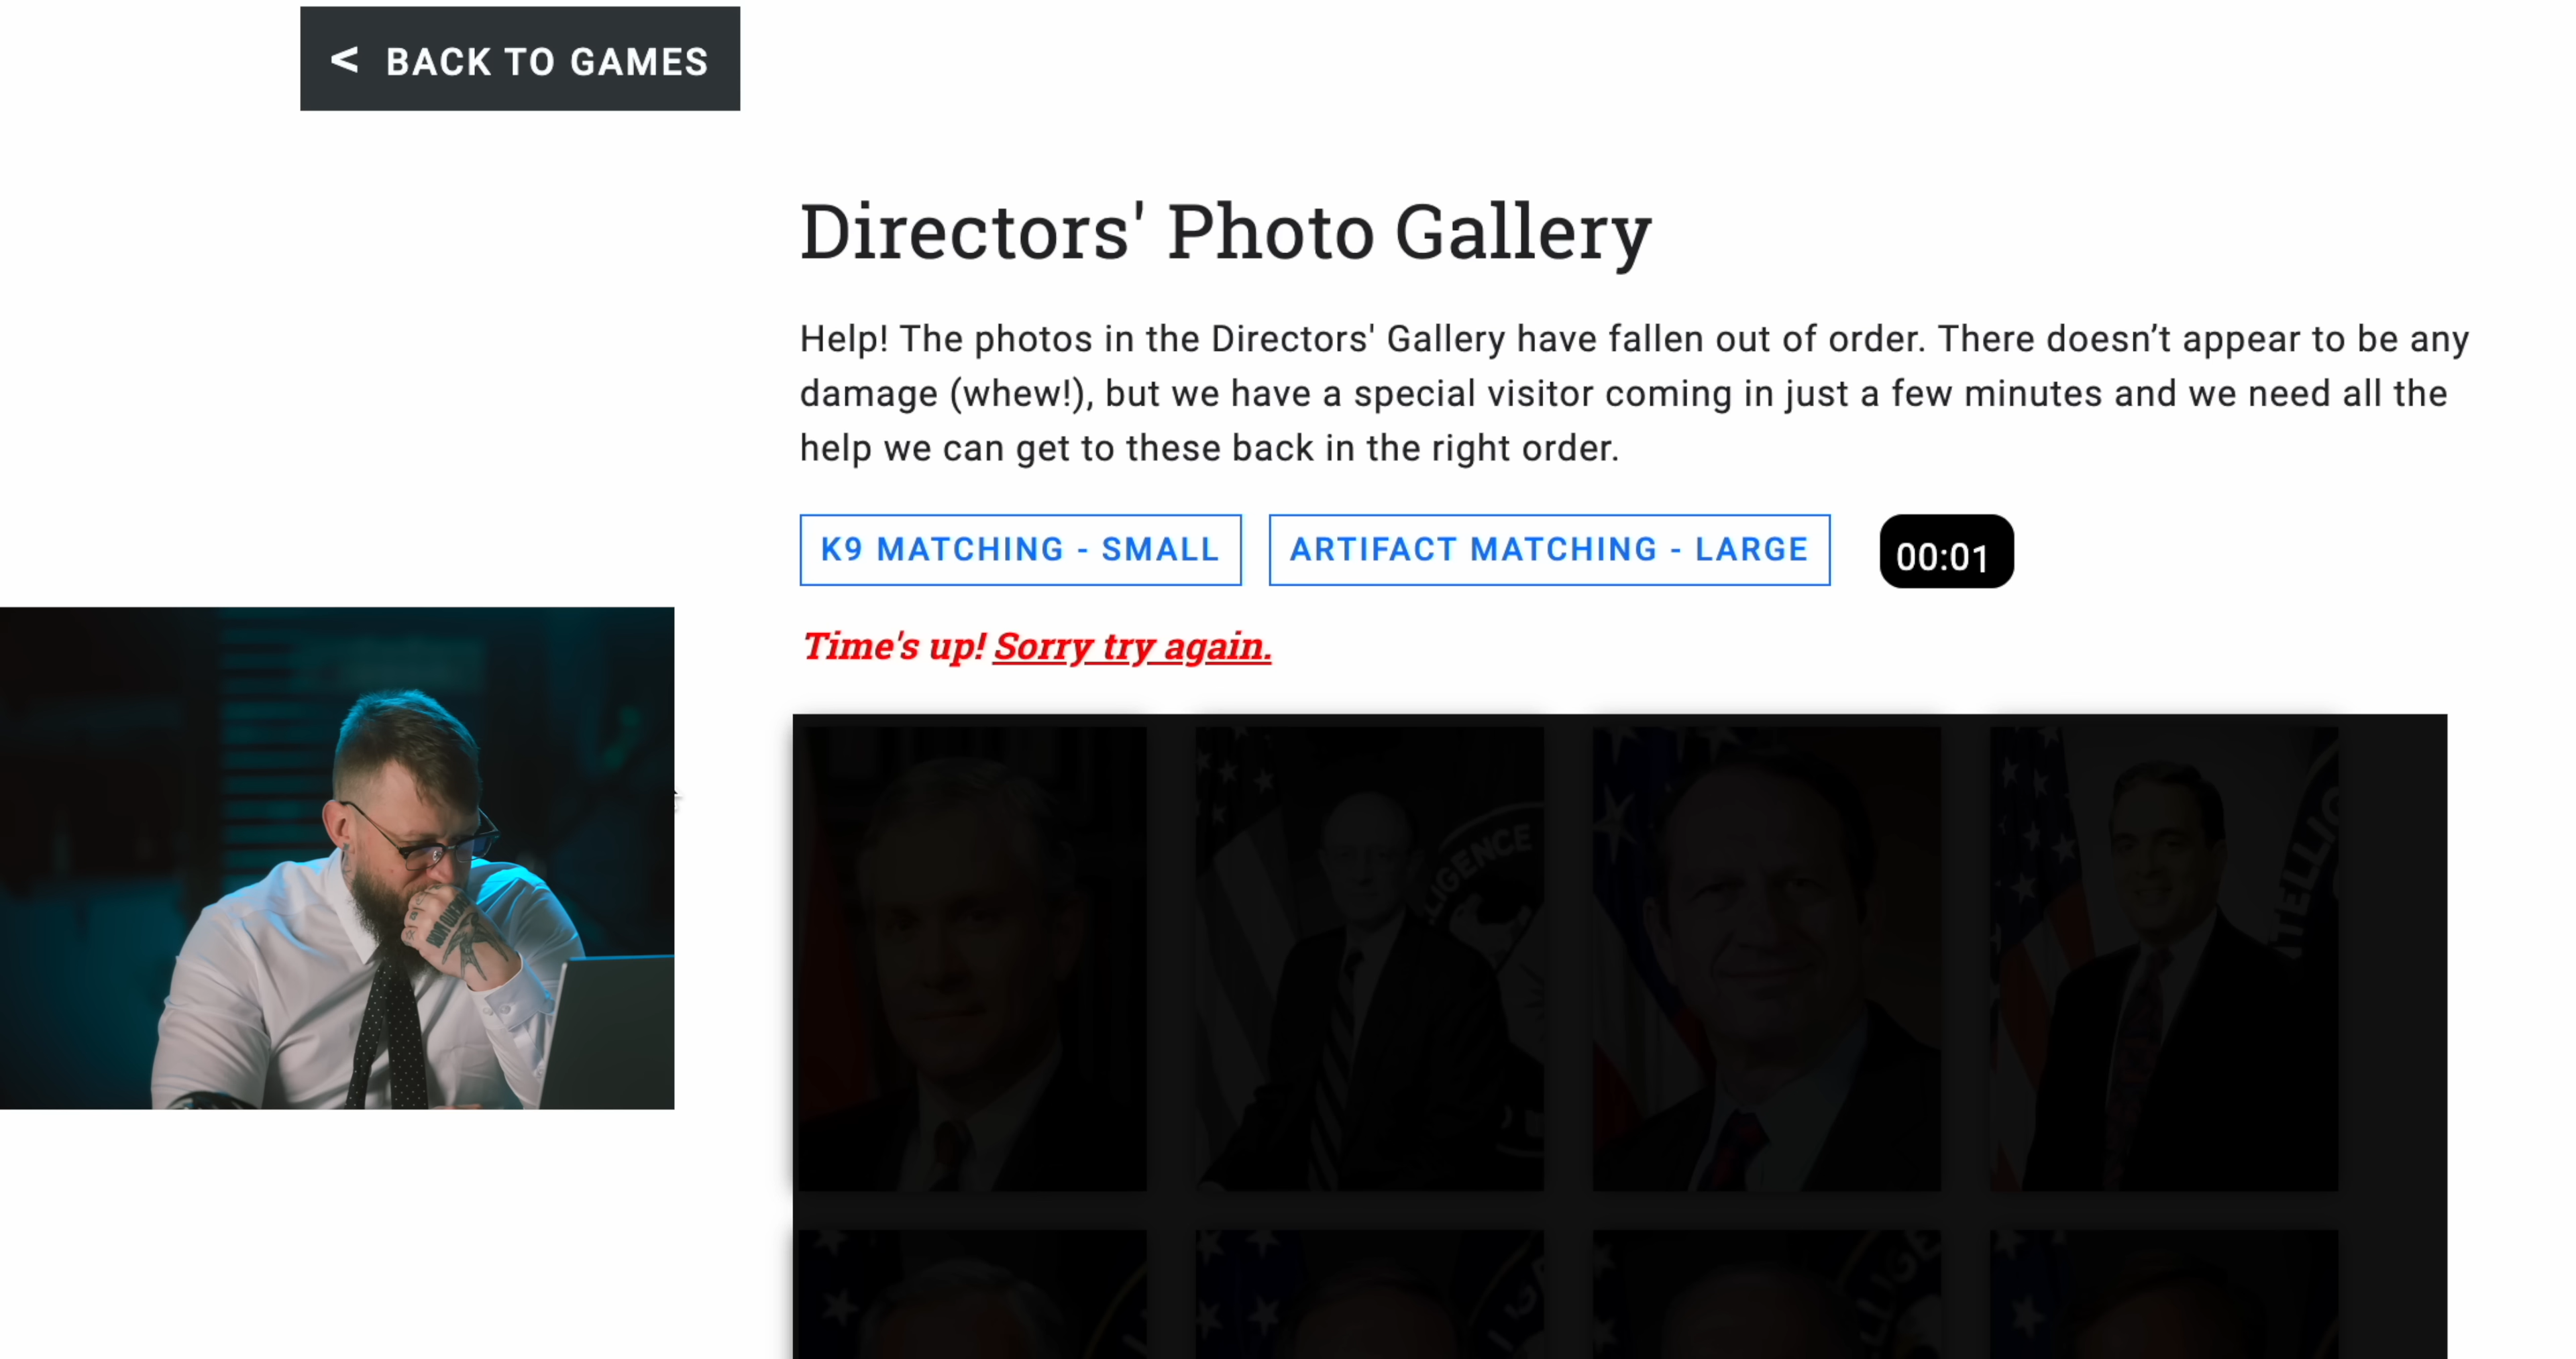 < BACK TO GAMES
Directors' Photo Gallery
Help! The photos in the Directors' Gallery have fallen out of order. There doesn’t appear to be any
damage (whew!), but we have a special visitor coming in just a few minutes and we need all the
help we can get to these back in the right order.
K9 MATCHING - SMALL
ARTIFACT MATCHING - LARGE
00:01
Time's up! Sorry try again.